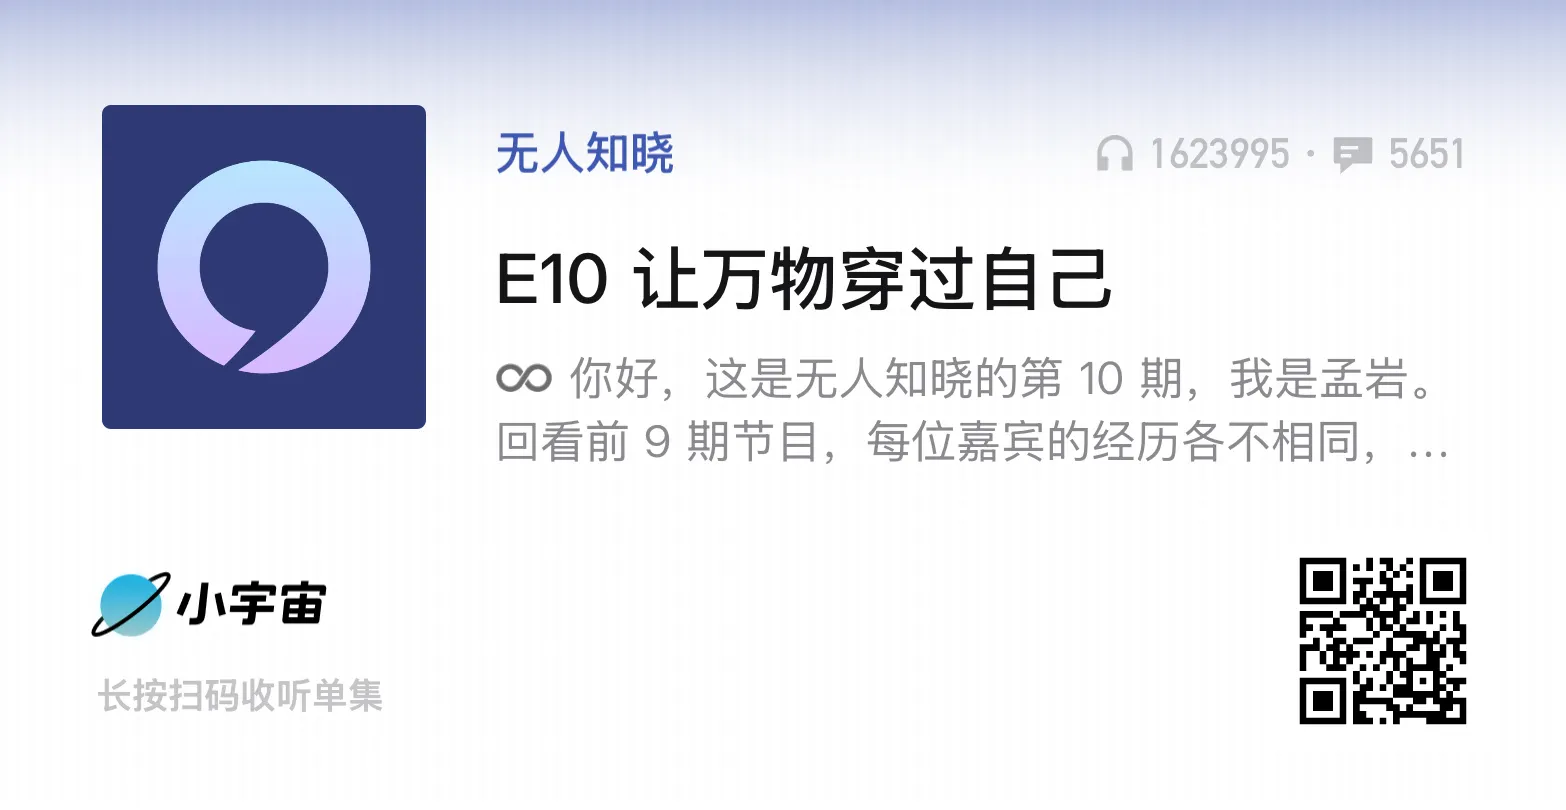 无人知晓
1623995 · 5651
E10 让万物穿过自己
∞ 你好，这是无人知晓的第 10 期，我是孟岩。
回看前 9 期节目，每位嘉宾的经历各不相同，…
小宇宙
长按扫码收听单集